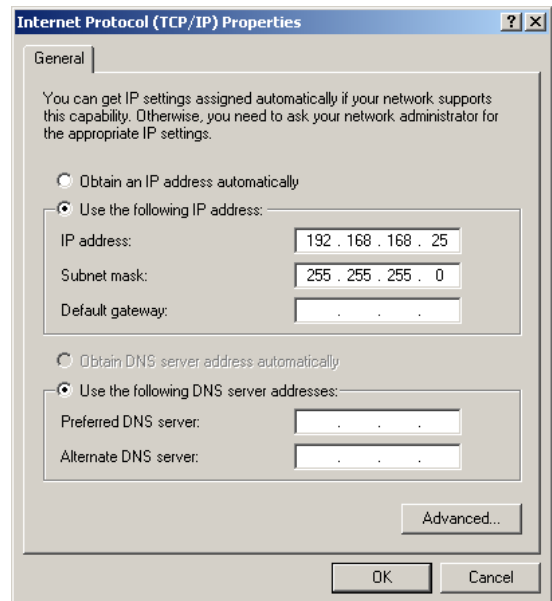 Internet Protocol (TCP/IP) Properties
General
You can get IP settings assigned automatically if your network supports
this capability. Otherwise, you need to ask your network administrator for
the appropriate IP settings.
Obtain an IP address automatically
Use the following IP address:
IP address: 192 . 168 . 168 . 25
Subnet mask: 255 . 255 . 255 . 0
Default gateway: . . .
Obtain DNS server address automatically
Use the following DNS server addresses:
Preferred DNS server: . . .
Alternate DNS server: . . .
Advanced...
OK Cancel